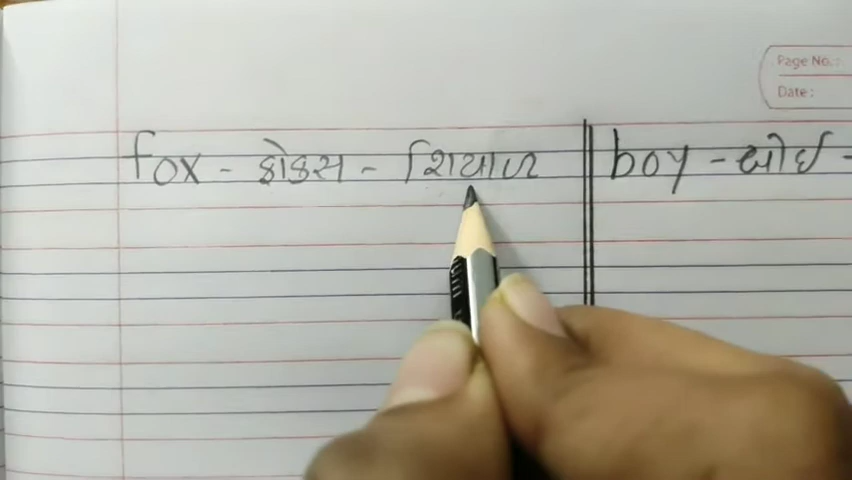 Page No.:
Date :
fox - ફોક્સ - શિયાળ
boy - બોઈ -